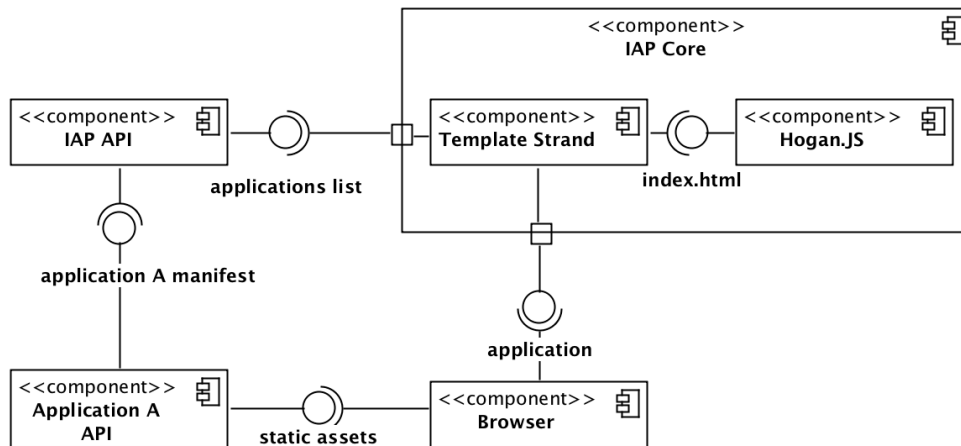 <<component>>
IAP Core
<<component>>
IAP API
<<component>>
Template Strand
<<component>>
Hogan.JS
applications list
index.html
application A manifest
application
<<component>>
Application A
API
<<component>>
Browser
static assets